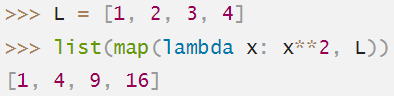 >>> L = [1, 2, 3, 4]
>>> list(map(lambda x: x**2, L))
[1, 4, 9, 16]